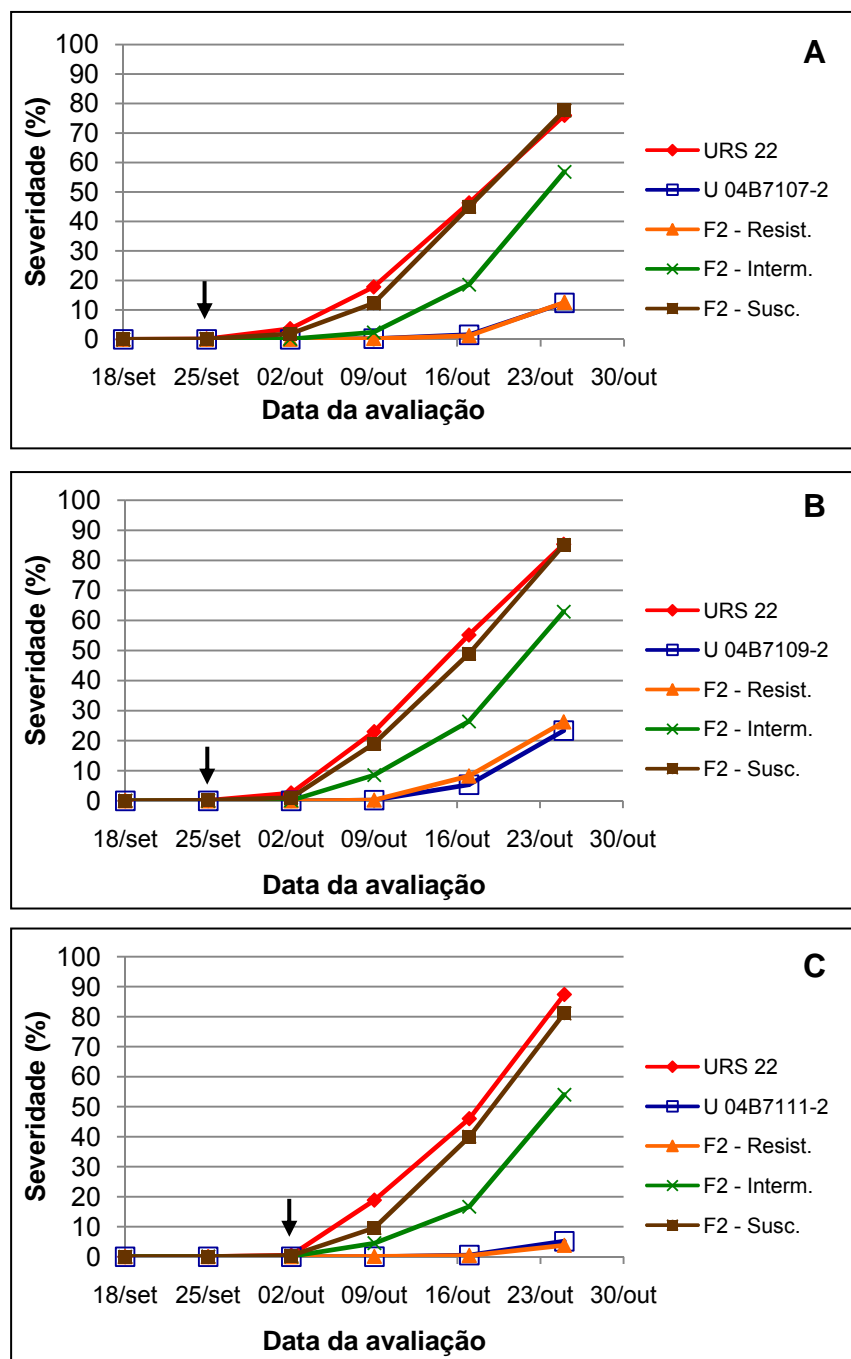 A
Severidade (%)
100
90
80
70
60
50
40
30
20
10
0
18/set 25/set 02/out 09/out 16/out 23/out 30/out
Data da avaliação
URS 22
U 04B7107-2
F2 - Resist.
F2 - Interm.
F2 - Susc.
B
Severidade (%)
100
90
80
70
60
50
40
30
20
10
0
18/set 25/set 02/out 09/out 16/out 23/out 30/out
Data da avaliação
URS 22
U 04B7109-2
F2 - Resist.
F2 - Interm.
F2 - Susc.
C
Severidade (%)
100
90
80
70
60
50
40
30
20
10
0
18/set 25/set 02/out 09/out 16/out 23/out 30/out
Data da avaliação
URS 22
U 04B7111-2
F2 - Resist.
F2 - Interm.
F2 - Susc.